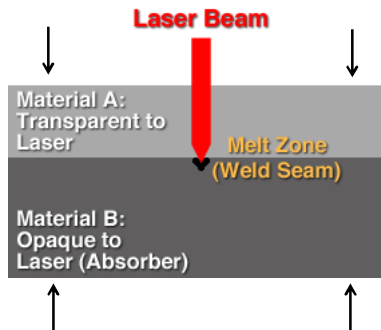 Laser Beam
Material A:
Transparent to
Laser
Melt Zone
(Weld Seam)
Material B:
Opaque to
Laser (Absorber)